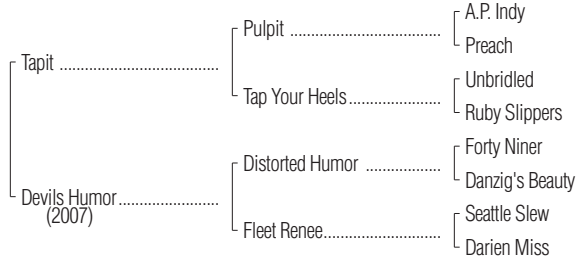 A.P. Indy
Pulpit ............................
Preach
Tapit ..............................................
Unbridled
Tap Your Heels ......................
Ruby Slippers
Forty Niner
Distorted Humor ..................
Danzig's Beauty
Devils Humor .............................
(2007)
Seattle Slew
Fleet Renee ............................
Darien Miss